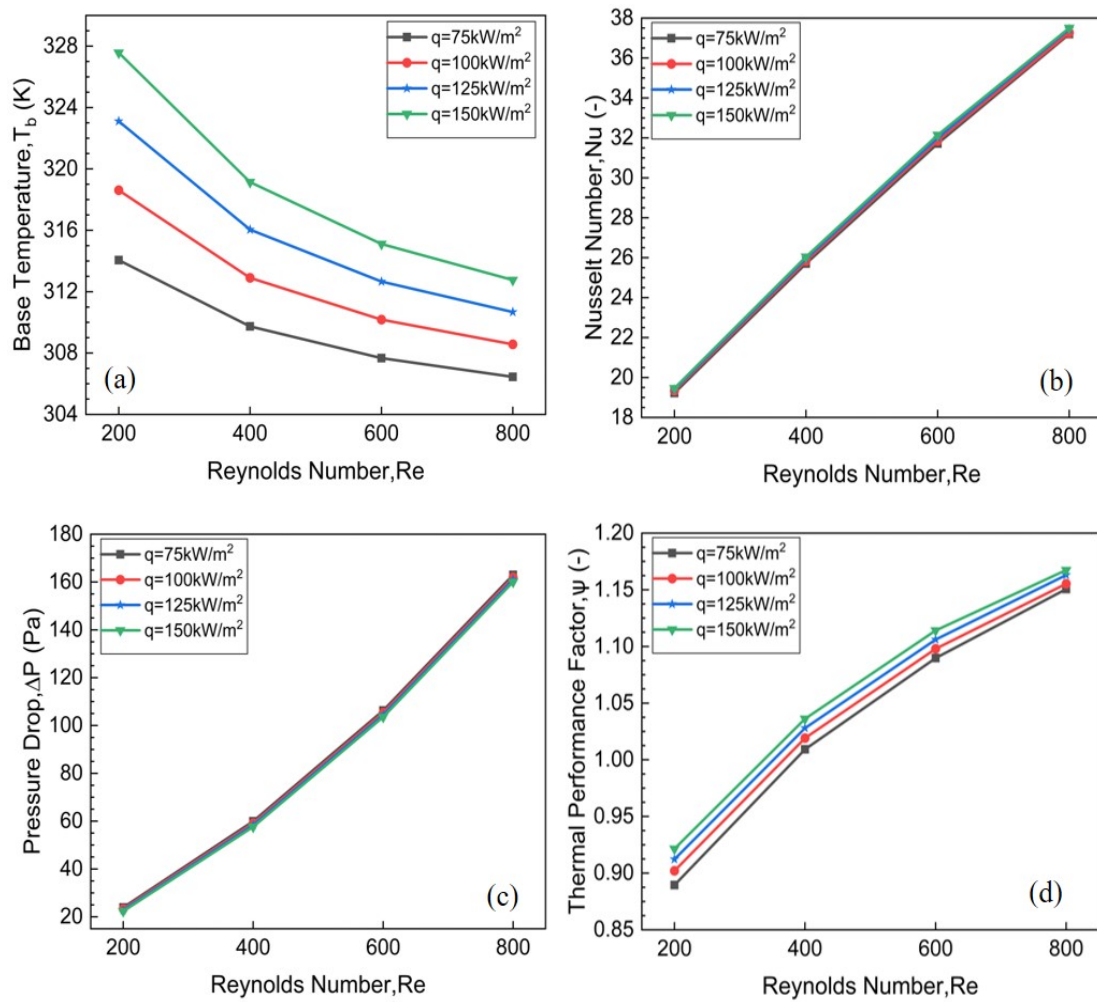 328
324
320
316
312
308
304
Base Temperature,T_b (K)
q=75kW/m²
q=100kW/m²
q=125kW/m²
q=150kW/m²
(a)
200 400 600 800
Reynolds Number,Re
38
36
34
32
30
28
26
24
22
20
18
Nusselt Number,Nu (-)
q=75kW/m²
q=100kW/m²
q=125kW/m²
q=150kW/m²
(b)
200 400 600 800
Reynolds Number,Re
180
160
140
120
100
80
60
40
20
Pressure Drop,ΔP (Pa)
q=75kW/m²
q=100kW/m²
q=125kW/m²
q=150kW/m²
(c)
200 400 600 800
Reynolds Number,Re
1.20
1.15
1.10
1.05
1.00
0.95
0.90
0.85
Thermal Performance Factor,ψ (-)
q=75kW/m²
q=100kW/m²
q=125kW/m²
q=150kW/m²
(d)
200 400 600 800
Reynolds Number,Re